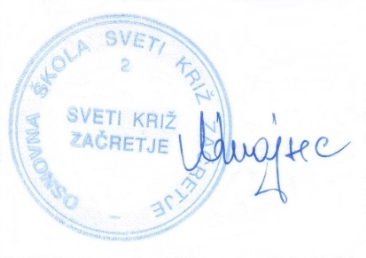 OSNOVNA ŠKOLA SVETI KRIŽ ZAČRETJE
2
SVETI KRIŽ
ZAČRETJE